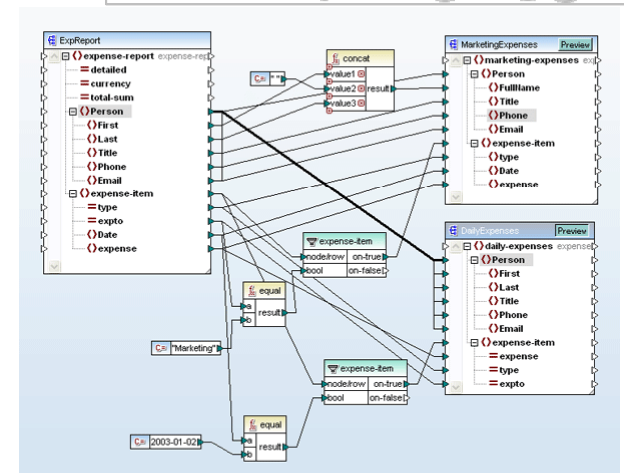 ExpReport
expense-report expense-rep
detailed
currency
total-sum
Person
First
Last
Title
Phone
Email
expense-item
type
expto
Date
expense
concat
value1
value2 result
value3
" "
MarketingExpenses Preview
marketing-expenses exp
Person
FullName
Title
Phone
Email
expense-item
type
Date
expense
DailyExpenses Preview
daily-expenses expense
Person
First
Last
Title
Phone
Email
expense-item
expense
type
expto
expense-item
node/row on-true
bool on-false
equal
a
result
b
"Marketing"
expense-item
node/row on-true
bool on-false
equal
a
result
b
2003-01-02